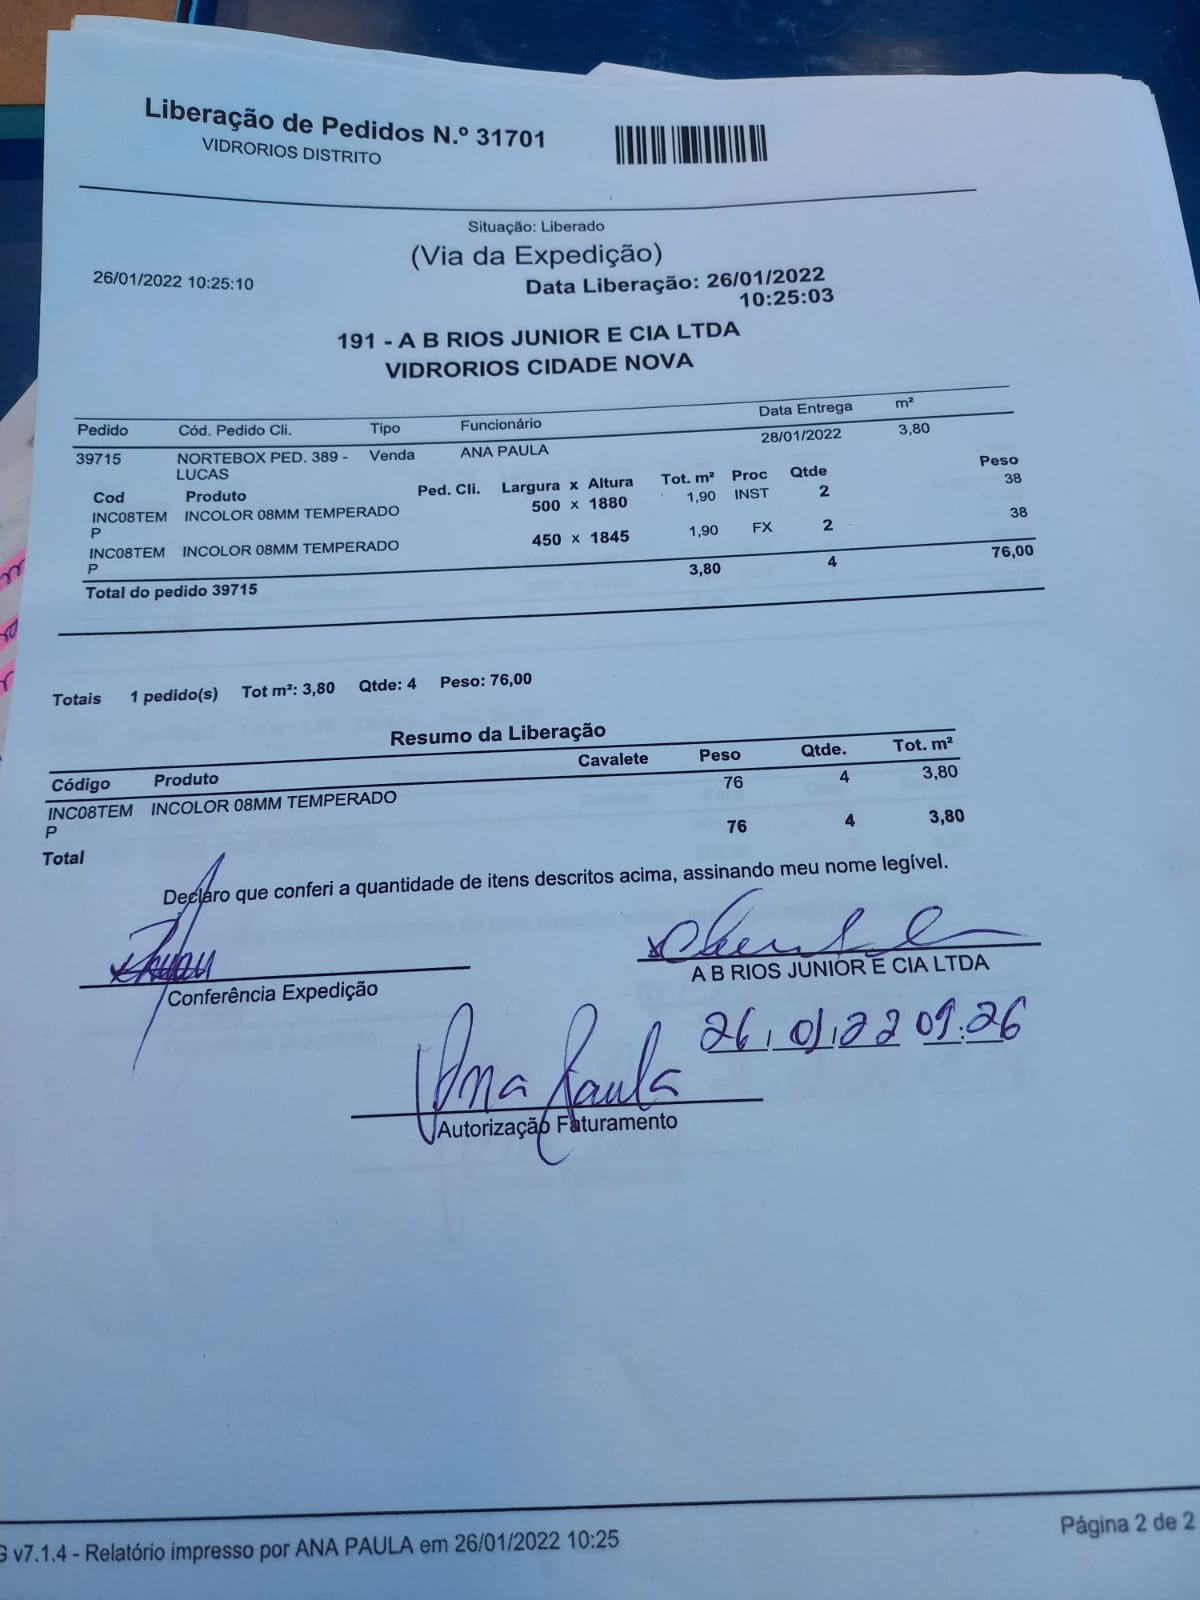 Liberação de Pedidos N.º 31701
VIDRORIOS DISTRITO
Situação: Liberado
(Via da Expedição)
26/01/2022 10:25:10
Data Liberação: 26/01/2022
10:25:03
191 - A B RIOS JUNIOR E CIA LTDA
VIDRORIOS CIDADE NOVA
Pedido Cód. Pedido Cli. Tipo Funcionário Data Entrega m²
39715 NORTEBOX PED. 389 - Venda ANA PAULA 28/01/2022 3,80
LUCAS
Cod Produto Ped. Cli. Largura x Altura Tot. m² Proc Qtde Peso
INC08TEM INCOLOR 08MM TEMPERADO 500 x 1880 1,90 INST 2 38
P
INC08TEM INCOLOR 08MM TEMPERADO 450 x 1845 1,90 FX 2 38
P
Total do pedido 39715 3,80 4 76,00
Totais 1 pedido(s) Tot m²: 3,80 Qtde: 4 Peso: 76,00
Resumo da Liberação
Código Produto Cavalete Peso Qtde. Tot. m²
INC08TEM INCOLOR 08MM TEMPERADO 76 4 3,80
P
Total 76 4 3,80
Declaro que conferi a quantidade de itens descritos acima, assinando meu nome legível.
Conferência Expedição
A B RIOS JUNIOR E CIA LTDA
26/01/22 09:26
Ana Paula
Autorização Faturamento
G v7.1.4 - Relatório impresso por ANA PAULA em 26/01/2022 10:25
Página 2 de 2